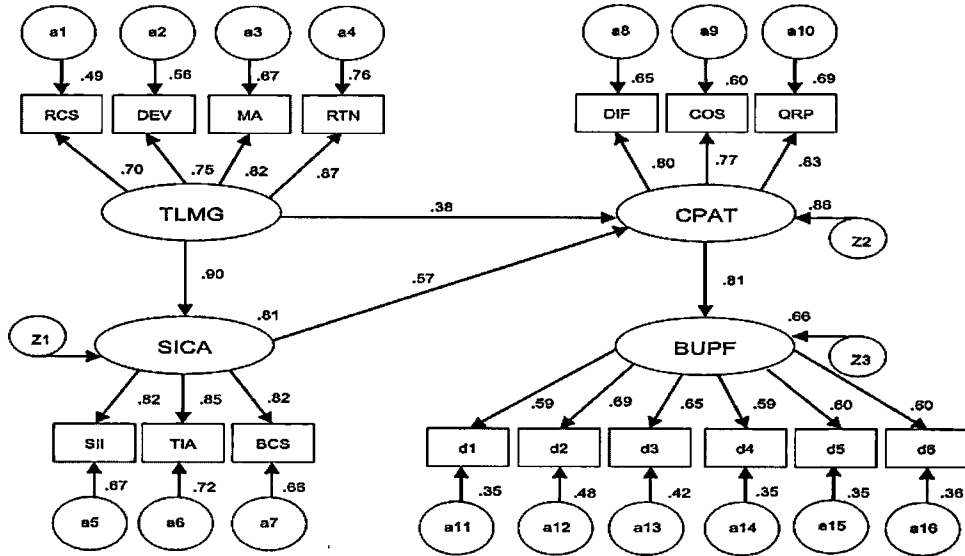 a1 a2 a3 a4 a8 a9 a10
.49 .56 .67 .76 .65 .60 .69
RCS DEV MA RTN DIF COS QRP
.70 .75 .82 .87 .80 .77 .83
TLMG .38 CPAT .86
Z2
.90 .57 .81
Z1 .81 .66
SICA BUPF
Z3
.82 .85 .82 .59 .69 .65 .59 .60 .60
SII TIA BCS d1 d2 d3 d4 d5 d6
.67 .72 .66 .35 .48 .42 .35 .35 .36
a5 a6 a7 a11 a12 a13 a14 a15 a16